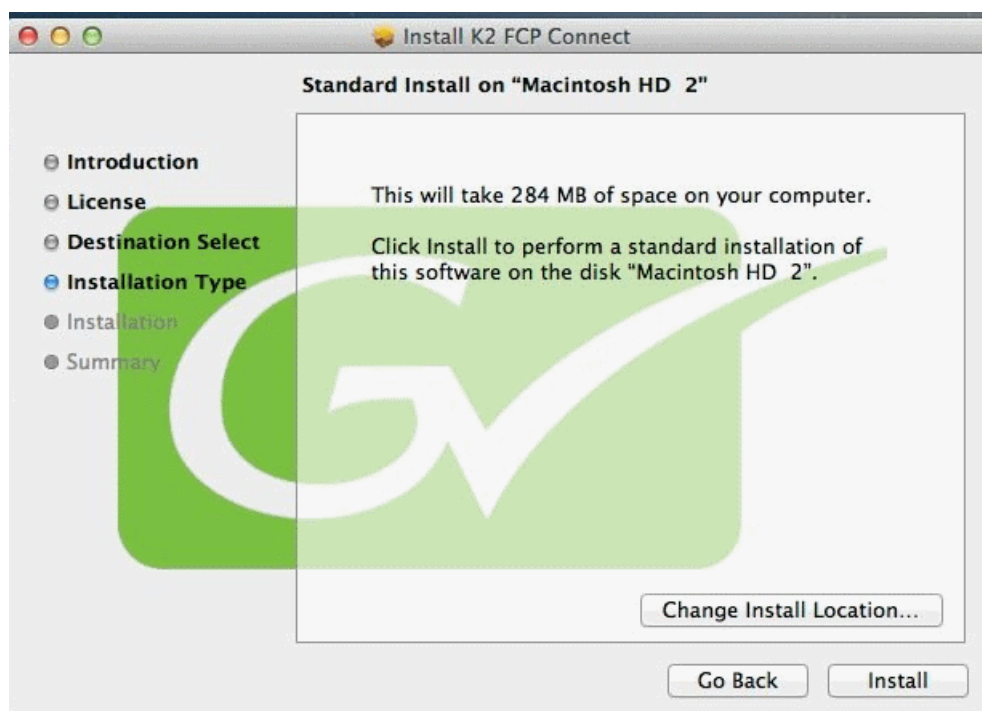 Install K2 FCP Connect
Standard Install on “Macintosh HD  2”
Introduction
License
Destination Select
Installation Type
Installation
Summary
This will take 284 MB of space on your computer.
Click Install to perform a standard installation of
this software on the disk “Macintosh HD  2”.
GV
Change Install Location...
Go Back
Install